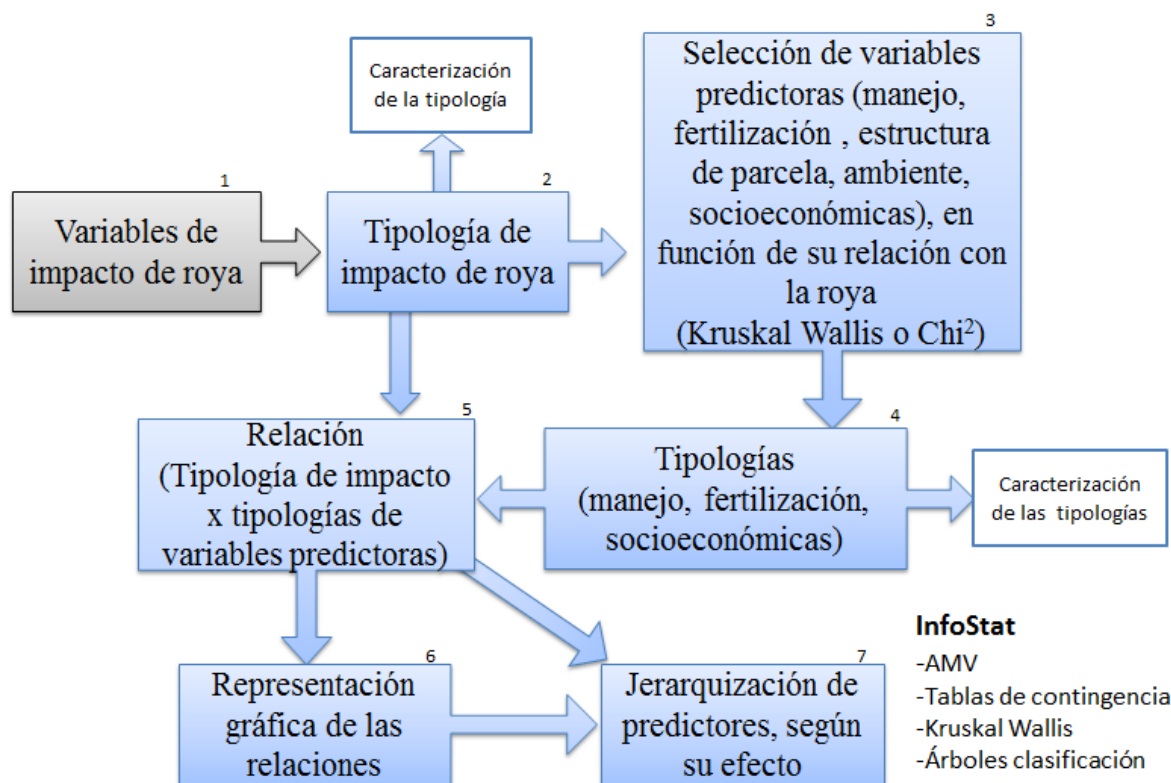 Caracterización
de la tipología
1
Variables de
impacto de roya
2
Tipología de
impacto de roya
3
Selección de variables
predictoras (manejo,
fertilización , estructura
de parcela, ambiente,
socioeconómicas), en
función de su relación con
la roya
(Kruskal Wallis o Chi²)
4
Tipologías
(manejo, fertilización,
socioeconómicas)
Caracterización
de las tipologías
5
Relación
(Tipología de impacto
x tipologías de
variables predictoras)
6
Representación
gráfica de las
relaciones
7
Jerarquización de
predictores, según
su efecto
InfoStat
-AMV
-Tablas de contingencia
-Kruskal Wallis
-Árboles clasificación